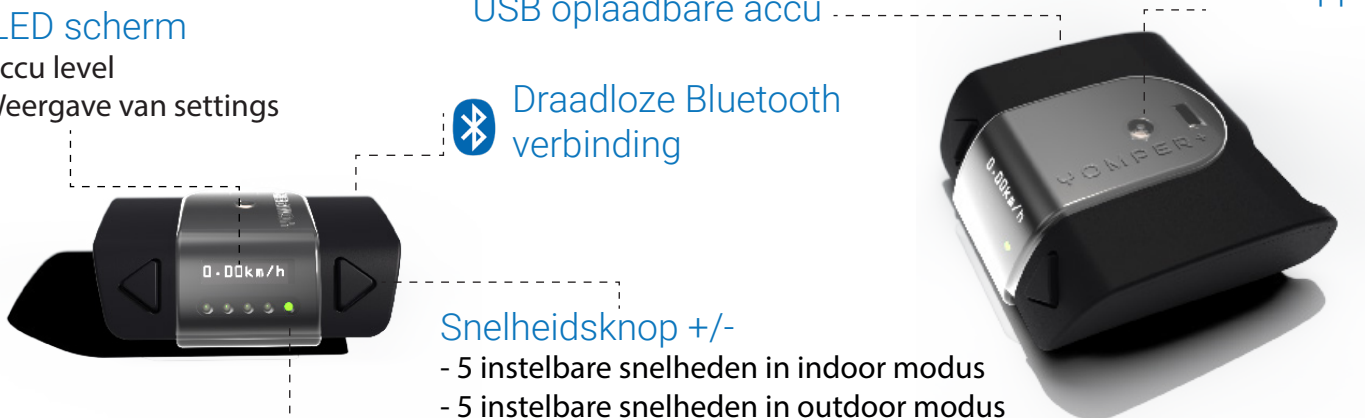 LED scherm
ccu level
Weergave van settings
USB oplaadbare accu
Draadloze Bluetooth
verbinding
0.00km/h
Snelheidsknop +/-
- 5 instelbare snelheden in indoor modus
- 5 instelbare snelheden in outdoor modus
0.00km/h
YOMPER+